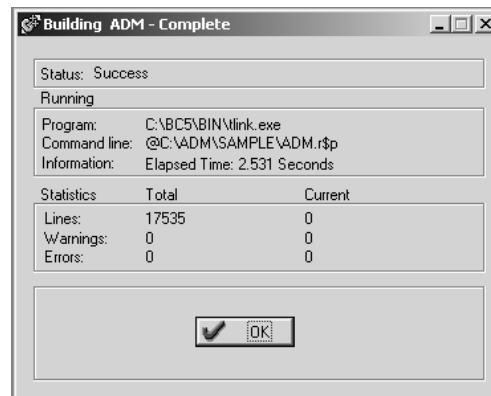 Building ADM - Complete
Status: Success
Running
Program: C:\BC5\BIN\tlink.exe
Command line: @C:\ADM\SAMPLE\ADM.r$p
Information: Elapsed Time: 2.531 Seconds
Statistics Total Current
Lines: 17535 0
Warnings: 0 0
Errors: 0 0
OK